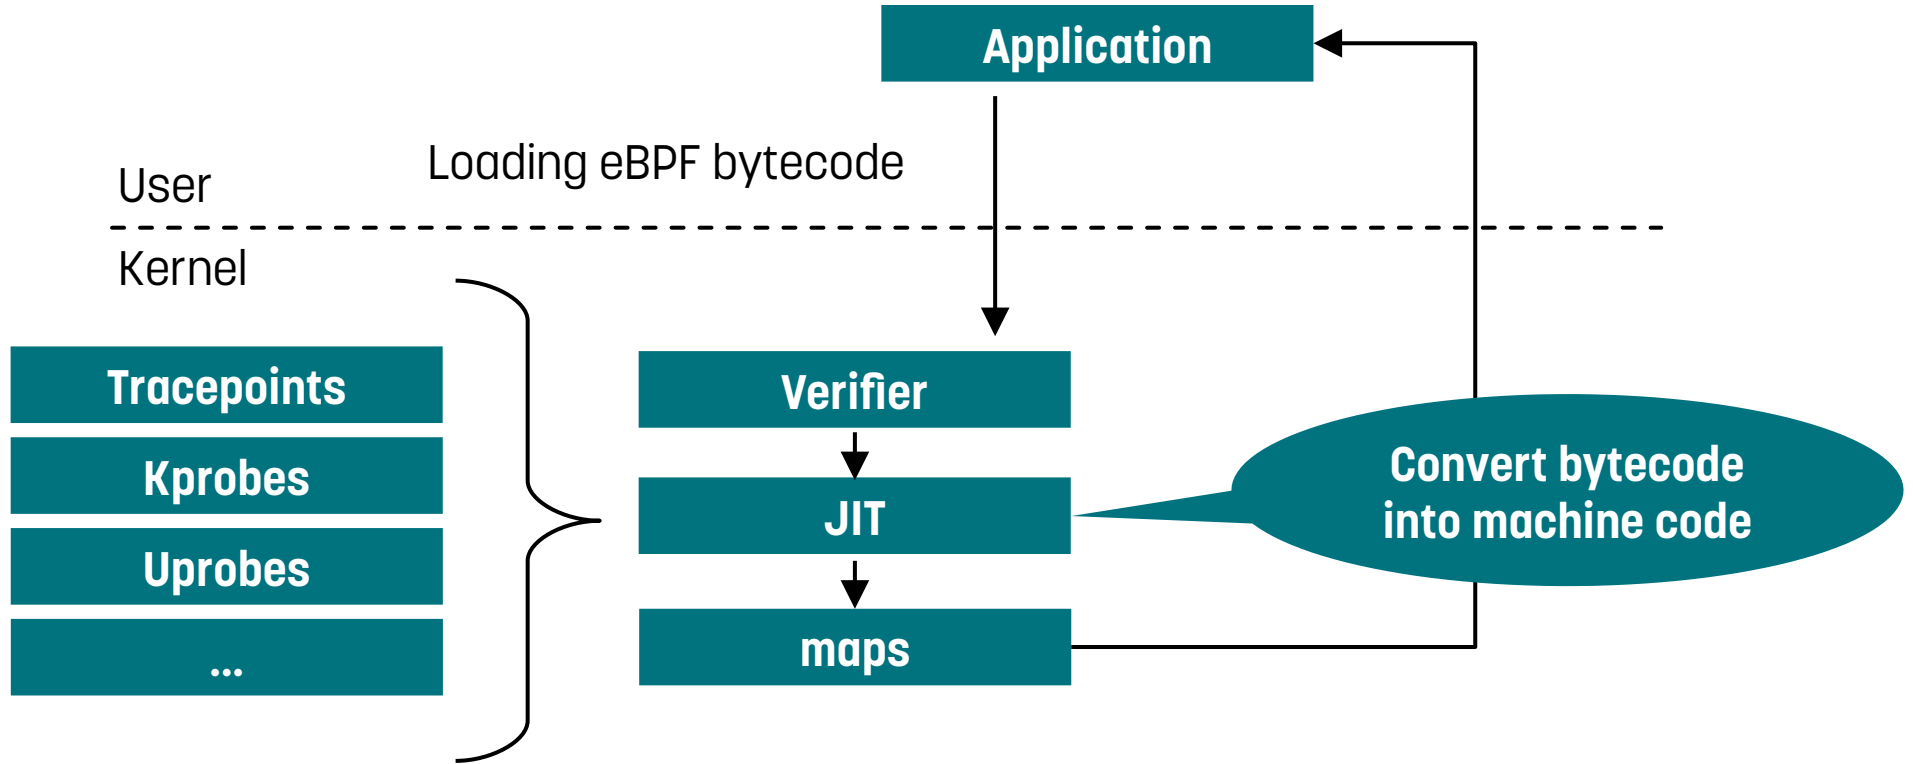 Application
Loading eBPF bytecode
User
Kernel
Tracepoints
Kprobes
Uprobes
...
Verifier
JIT
maps
Convert bytecode
into machine code